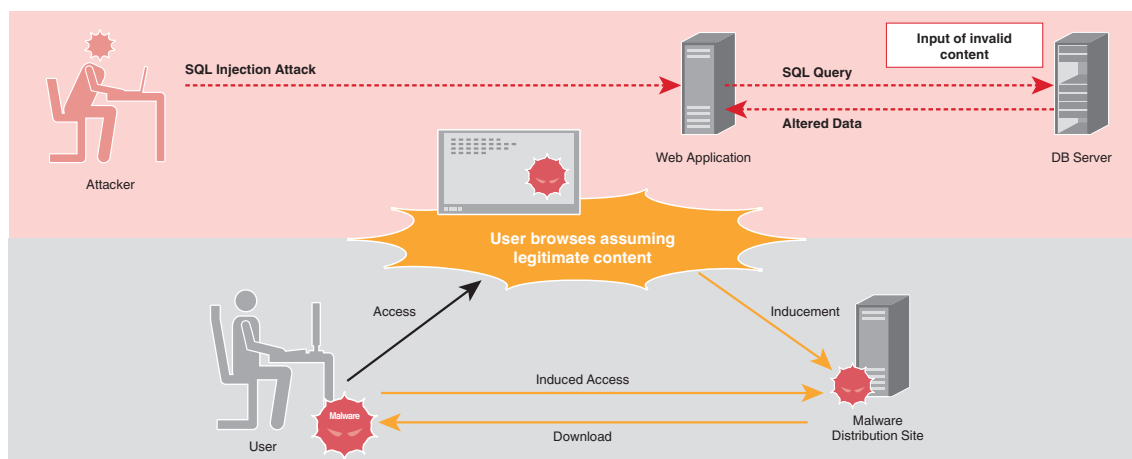 Input of invalid
content
SQL Injection Attack
SQL Query
Altered Data
Attacker
Web Application
DB Server
User browses assuming
legitimate content
Access
Inducement
Induced Access
Malware
Download
User
Malware
Distribution Site